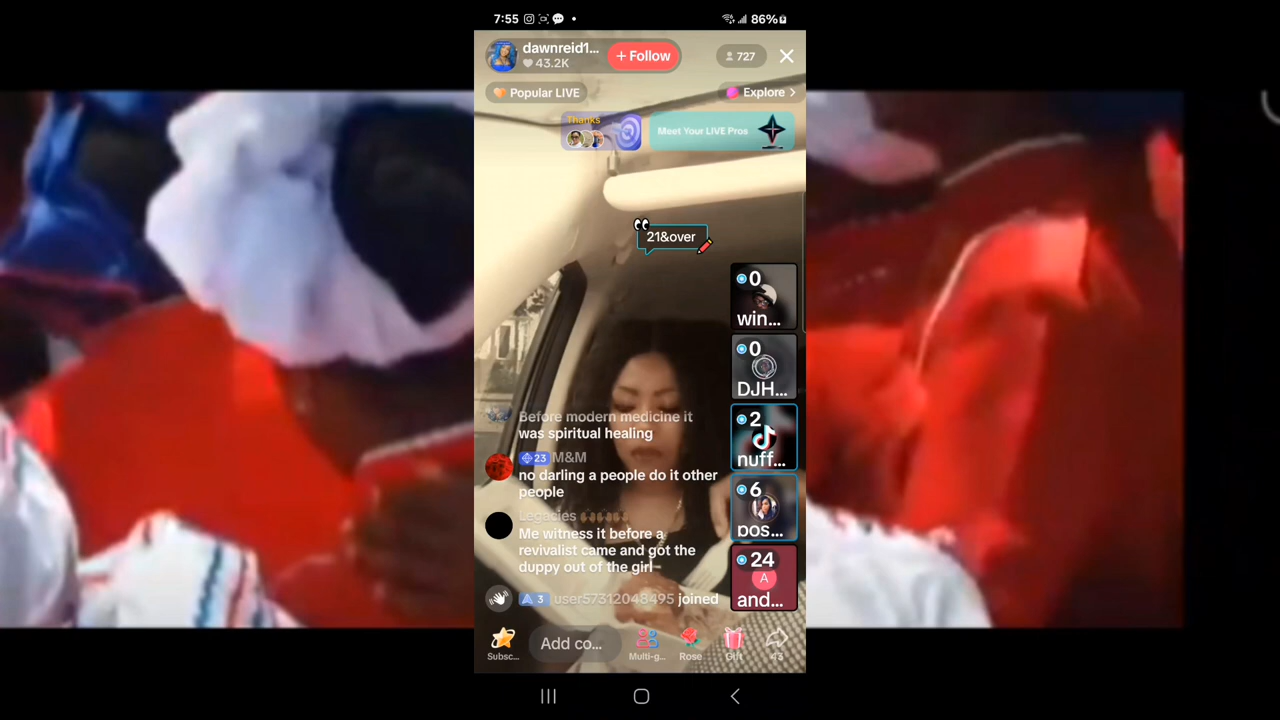 7:55
86%
dawnreid1...
43.2K
+ Follow
727
Popular LIVE
Explore >
Thanks
Meet Your LIVE Pros
21&over
0
win...
0
DJH...
2
nuff...
6
pos...
24
A
and...
Before modern medicine it
was spiritual healing
23 M&M
no darling a people do it other
people
Legacies
Me witness it before a
revivalist came and got the
duppy out of the girl
3 user57312048495 joined
Subsc...
Add co...
Multi-g...
Rose
Gift
43